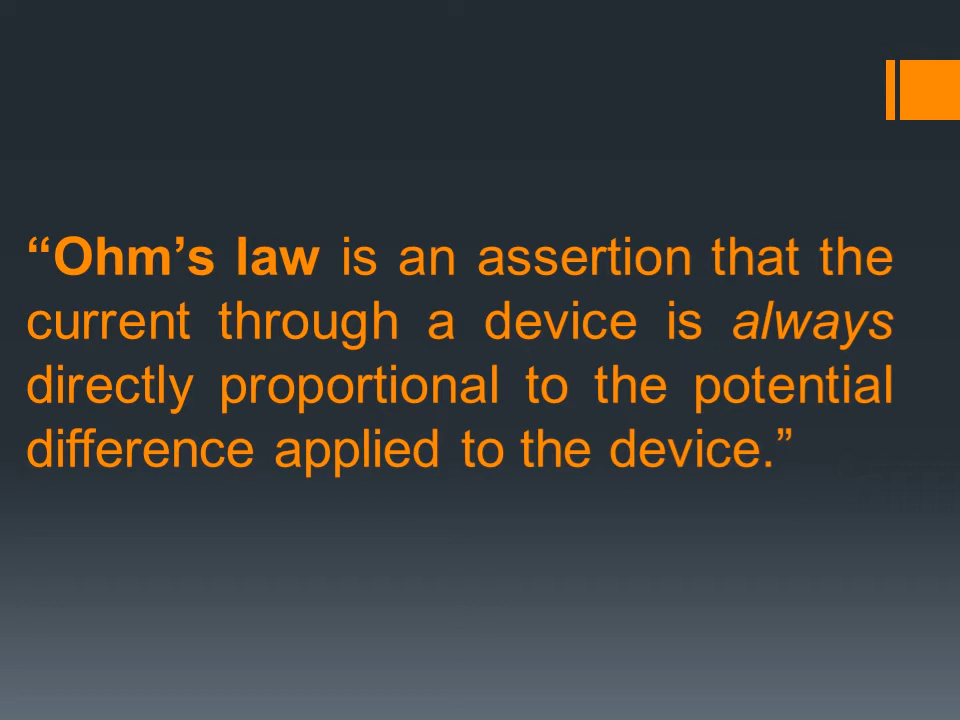 “Ohm’s law is an assertion that the
current through a device is always
directly proportional to the potential
difference applied to the device.”